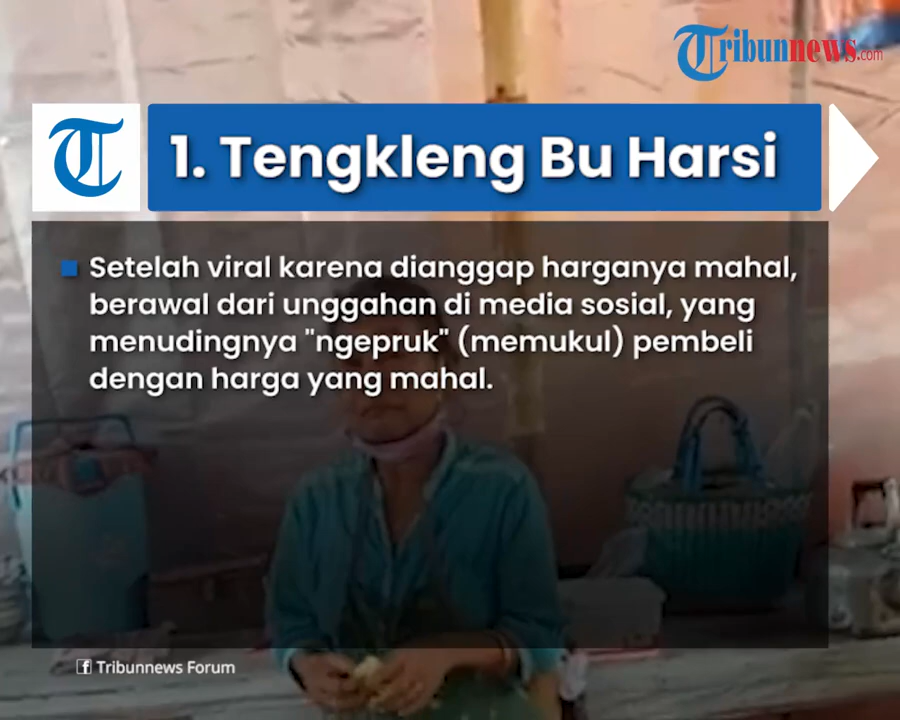 Tribunnews.com
T
1. Tengkleng Bu Harsi
Setelah viral karena dianggap harganya mahal,
berawal dari unggahan di media sosial, yang
menudingnya "ngepruk" (memukul) pembeli
dengan harga yang mahal.
Tribunnews Forum